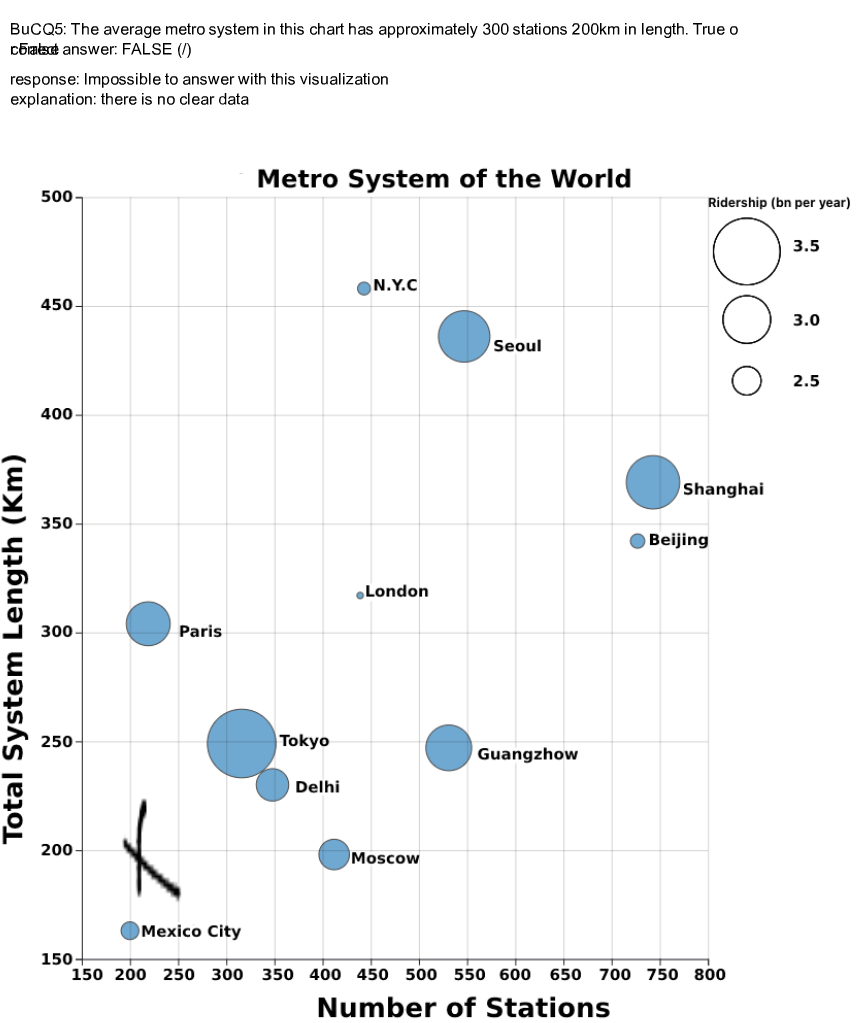 BuCQ5: The average metro system in this chart has approximately 300 stations 200km in length. True o
r False
correct answer: FALSE (/)
response: Impossible to answer with this visualization
explanation: there is no clear data
Metro System of the World
Ridership (bn per year)
3.5
3.0
2.5
Total System Length (Km)
500
450
400
350
300
250
200
150
N.Y.C
Seoul
Shanghai
Beijing
London
Paris
Tokyo
Guangzhow
Delhi
Moscow
Mexico City
150 200 250 300 350 400 450 500 550 600 650 700 750 800
Number of Stations